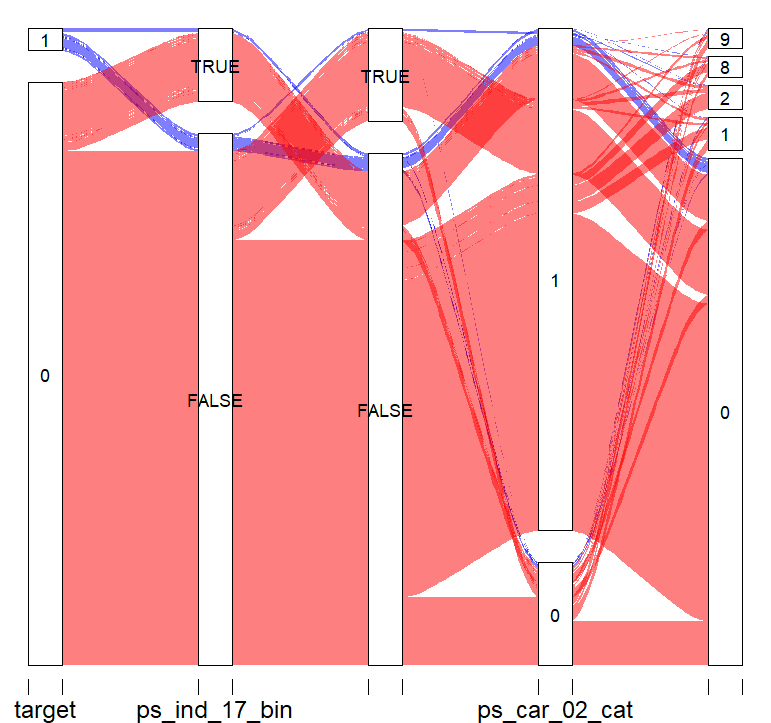 1
0
TRUE
FALSE
TRUE
FALSE
1
0
9
8
2
1
0
target
ps_ind_17_bin
ps_car_02_cat